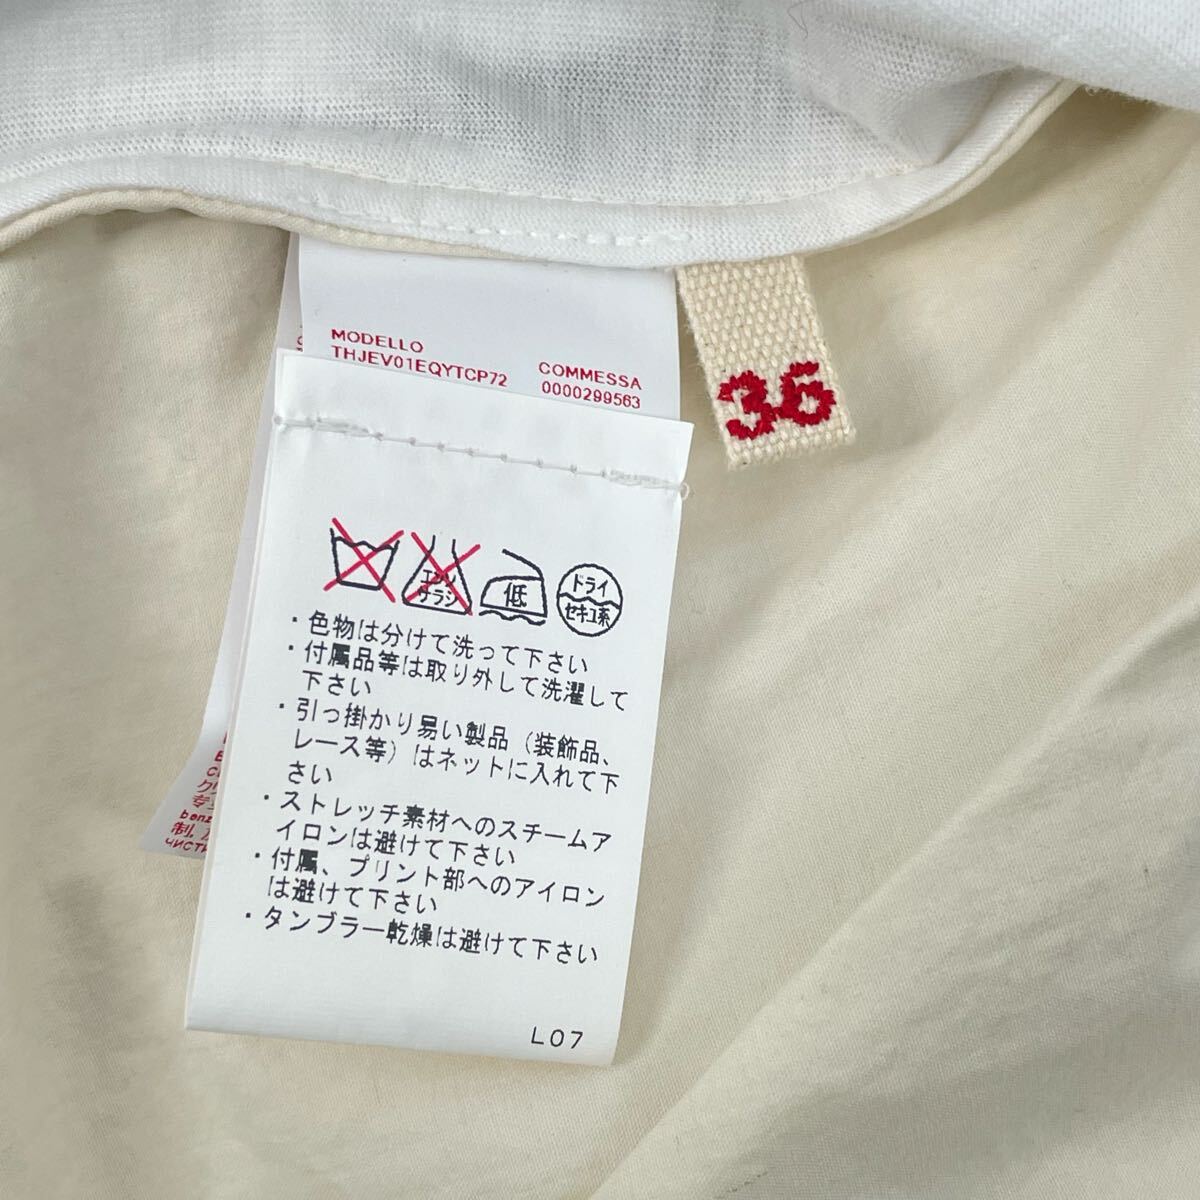 MODELLO
THJEV01EQYTCP72
COMMESSA
0000299563
36
エンソ
サラシ
低
ドライ
セキユ系
・色物は分けて洗って下さい
・付属品等は取り外して洗濯して
下さい
・引っ掛かり易い製品(装飾品、
レース等)はネットに入れて下
さい
・ストレッチ素材へのスチームア
イロンは避けて下さい
・付属、プリント部へのアイロン
は避けて下さい
・タンブラー乾燥は避けて下さい
L07